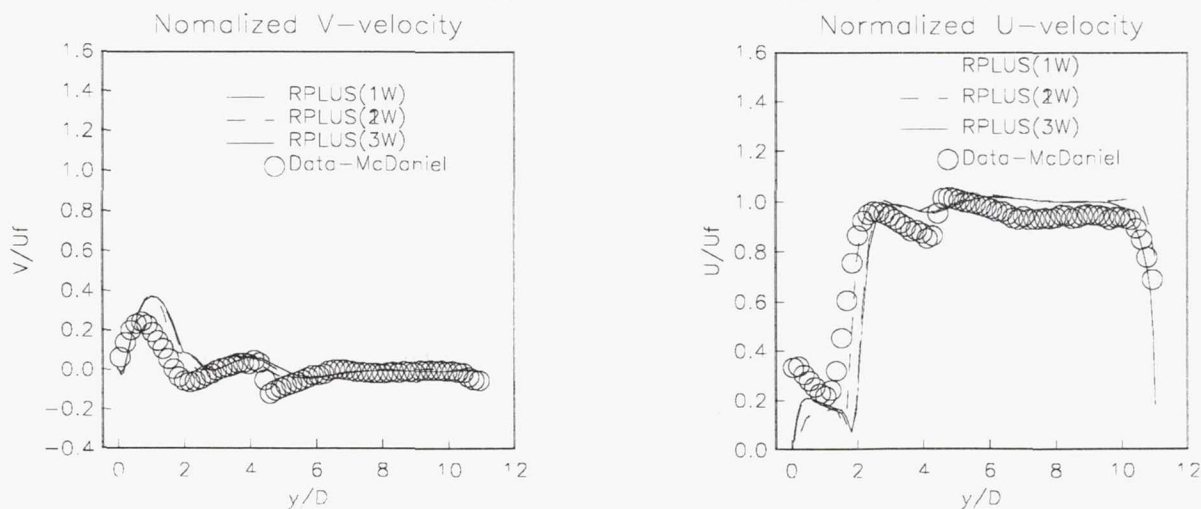 Nomalized V-velocity
1.6
1.4
1.2
1.0
0.8
0.6
0.4
0.2
0.0
-0.2
-0.4
V/Uf
RPLUS(1W)
RPLUS(2W)
RPLUS(3W)
Data-McDaniel
0 2 4 6 8 10 12
y/D
Normalized U-velocity
1.6
1.4
1.2
1.0
0.8
0.6
0.4
0.2
0.0
U/Uf
RPLUS(1W)
RPLUS(2W)
RPLUS(3W)
Data-McDaniel
0 2 4 6 8 10 12
y/D